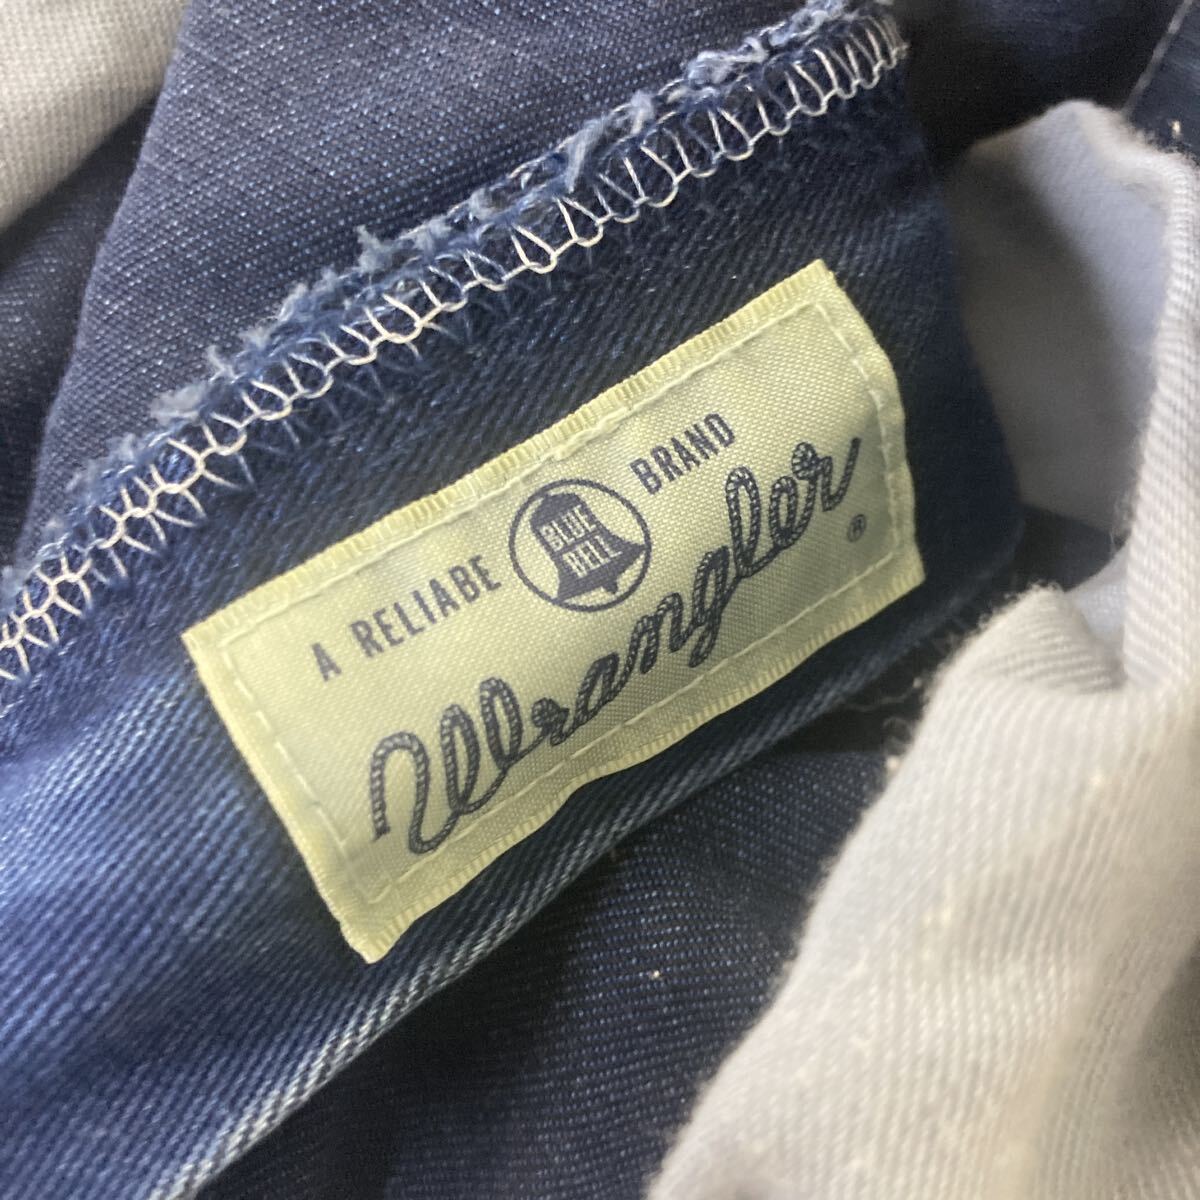 A RELIABE BRAND
BLUE
BELL
Wrangler ®